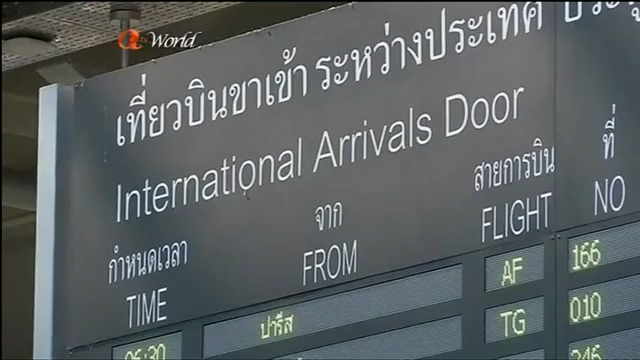 World
เที่ยวบินขาเข้า ระหว่างประเทศ
International Arrivals Door
กำหนดเวลา จาก สายการบิน ที่
TIME FROM FLIGHT NO
ปารีส AF 166
TG 010